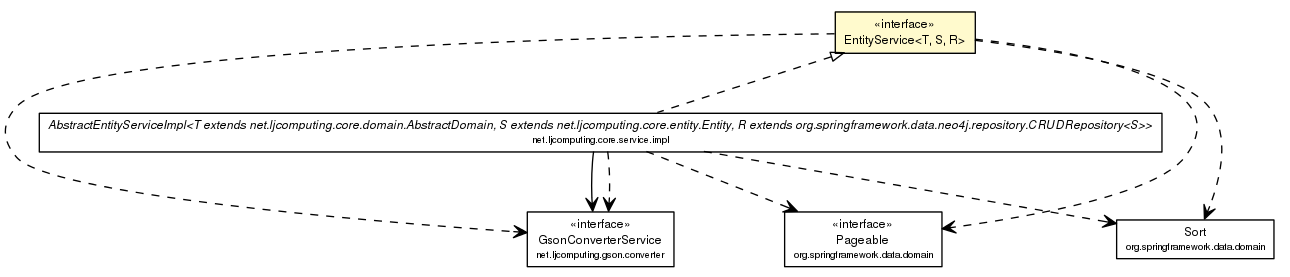 «interface»
EntityService<T, S, R>
AbstractEntityServiceImpl<T extends net.ljcomputing.core.domain.AbstractDomain, S extends net.ljcomputing.core.entity.Entity, R extends org.springframework.data.neo4j.repository.CRUDRepository<S>>
net.ljcomputing.core.service.impl
«interface»
GsonConverterService
net.ljcomputing.gson.converter
«interface»
Pageable
org.springframework.data.domain
Sort
org.springframework.data.domain